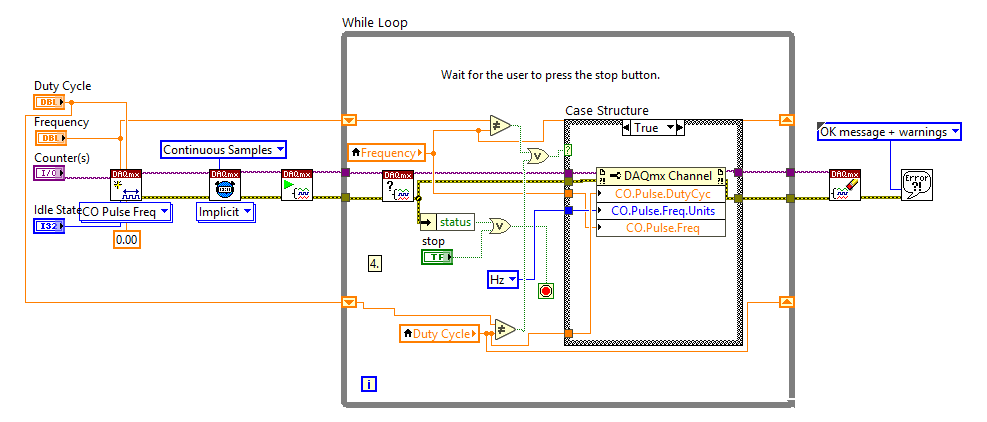 While Loop
Wait for the user to press the stop button.
Duty Cycle
DBL
Frequency
DBL
Counter(s)
I/O
Idle State
I32
DAQmx
CO Pulse Freq
0.00
Continuous Samples
DAQmx
Implicit
DAQmx
Frequency
DAQmx
?
status
stop
TF
4.
Hz
Duty Cycle
i
Case Structure
True
?
DAQmx Channel
CO.Pulse.DutyCyc
CO.Pulse.Freq.Units
CO.Pulse.Freq
OK message + warnings
DAQmx
Error
?!